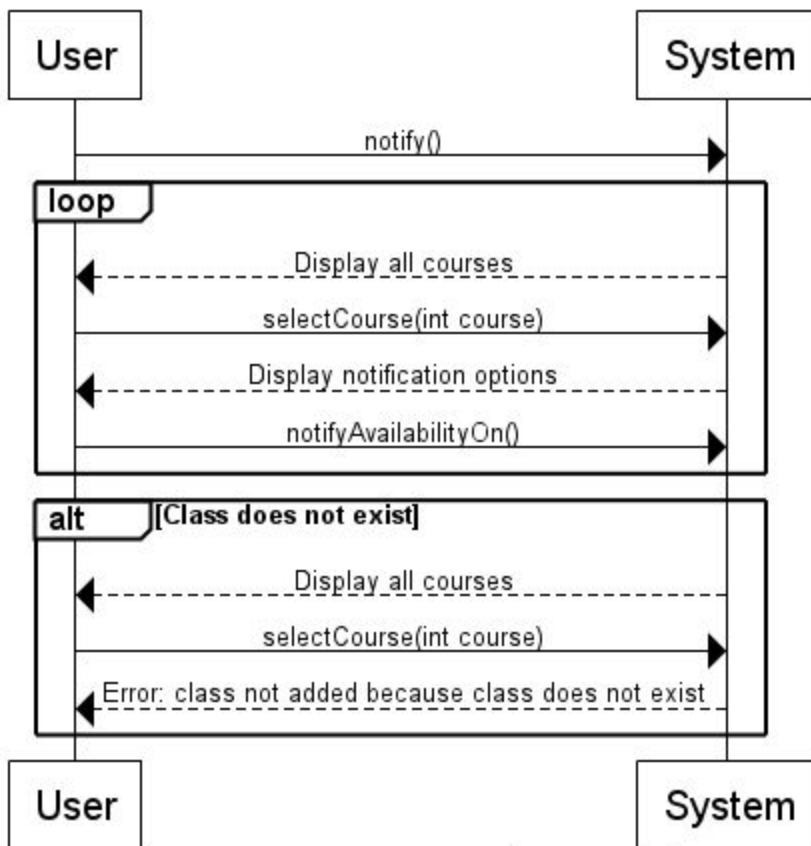 User
System
notify()
loop
Display all courses
selectCourse(int course)
Display notification options
notifyAvailabilityOn()
alt
[Class does not exist]
Display all courses
selectCourse(int course)
Error: class not added because class does not exist
User
System